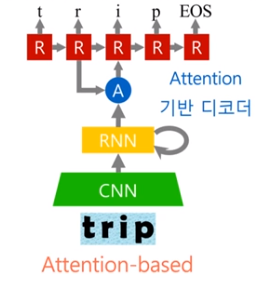 t r i p EOS
R R R R R
A
Attention
기반 디코더
RNN
CNN
trip
Attention-based